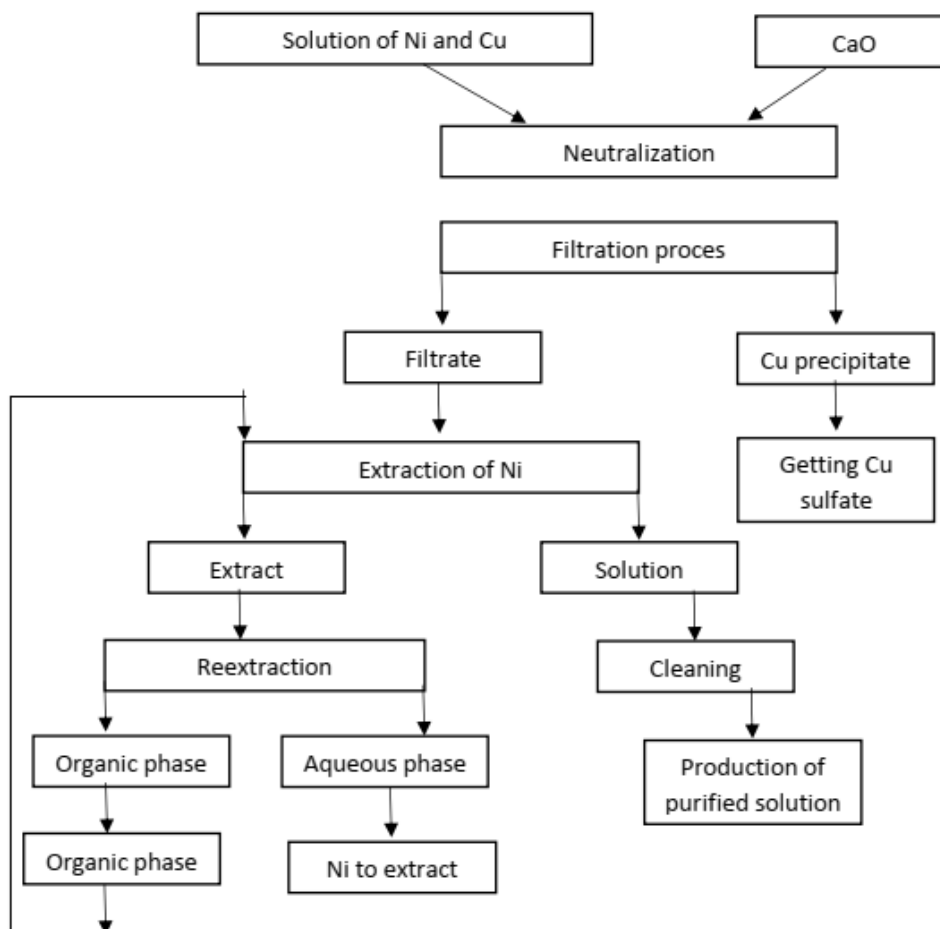 Solution of Ni and Cu
CaO
Neutralization
Filtration proces
Filtrate
Cu precipitate
Extraction of Ni
Getting Cu
sulfate
Extract
Solution
Reextraction
Cleaning
Organic phase
Aqueous phase
Production of
purified solution
Organic phase
Ni to extract